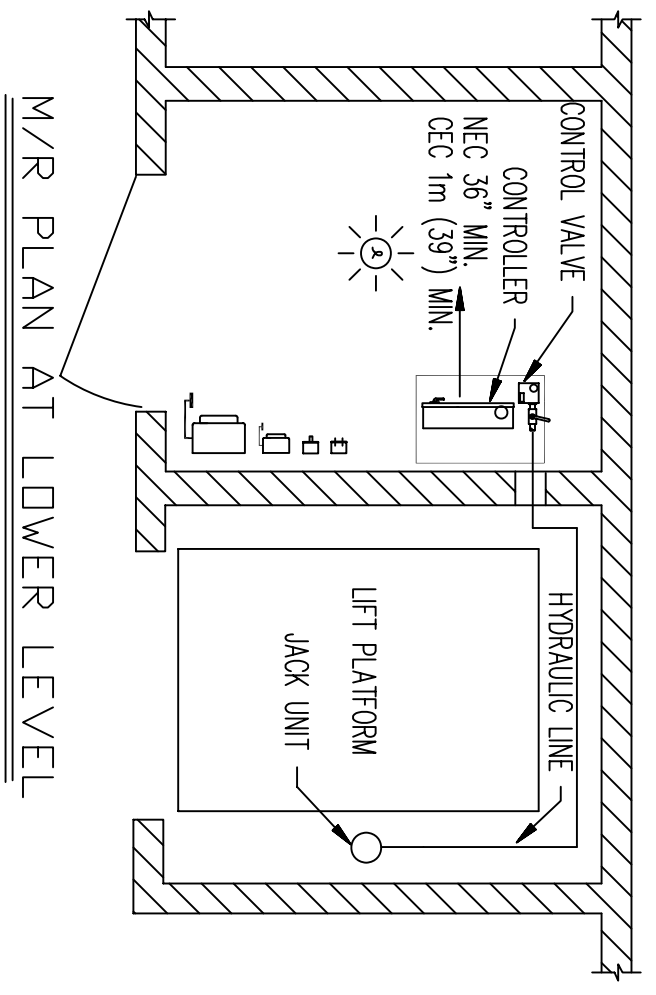 CONTROL VALVE
CONTROLLER
NEC 36” MIN.
CEC 1m (39”) MIN.
HYDRAULIC LINE
LIFT PLATFORM
JACK UNIT
M/R PLAN AT LOWER LEVEL